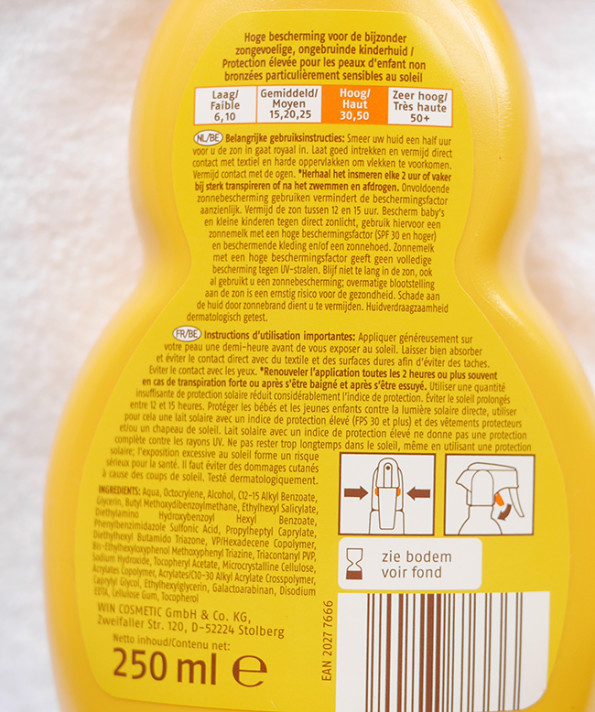 Hoge bescherming voor de bijzonder
zongevoelige, ongebruinde kinderhuid /
Protection élevée pour les peaux d'enfant non
bronzées particulièrement sensibles au soleil
Laag/ Faible 6,10
Gemiddeld/ Moyen 15,20,25
Hoog/ Haut 30,50
Zeer hoog/ Très haute 50+
NL/BE Belangrijke gebruiksinstructies: Smeer uw huid een half uur
voor u de zon in gaat royaal in. Laat goed intrekken en vermijd direct
contact met textiel en harde oppervlakken om vlekken te voorkomen.
Vermijd contact met de ogen. *Herhaal het insmeren elke 2 uur of vaker
bij sterk transpireren of na het zwemmen en afdrogen. Onvoldoende
zonnebescherming gebruiken vermindert de beschermingsfactor
aanzienlijk. Vermijd de zon tussen 12 en 15 uur. Bescherm baby's
en kleine kinderen tegen direct zonlicht, gebruik hiervoor een
zonnemelk met een hoge beschermingsfactor (SPF 30 en hoger)
en beschermende kleding en/of een zonnehoed. Zonnemelk
met een hoge beschermingsfactor geeft geen volledige
bescherming tegen UV-stralen. Blijf niet te lang in de zon, ook
al gebruikt u een zonnebescherming; overmatige blootstelling
aan de zon is een ernstig risico voor de gezondheid. Schade aan
de huid door zonnebrand dient u te vermijden. Huidverdraagzaamheid
dermatologisch getest.
FR/BE Instructions d'utilisation importantes: Appliquer généreusement sur
votre peau une demi-heure avant de vous exposer au soleil. Laisser bien absorber
et éviter le contact direct avec du textile et des surfaces dures afin d'éviter des taches.
Eviter le contact avec les yeux. *Renouveler l'application toutes les 2 heures ou plus souvent
en cas de transpiration forte ou après s'être baigné et après s'être essuyé. Utiliser une quantité
insuffisante de protection solaire réduit considérablement l'indice de protection. Éviter le soleil prolongés
entre 12 et 15 heures. Protéger les bébés et les jeunes enfants contre la lumière solaire directe, utiliser
pour cela une lait solaire avec un indice de protection élevé (FPS 30 et plus) et des vêtements protecteurs
et/ou un chapeau de soleil. Lait solaire avec un indice de protection élevé ne donne pas une protection
complète contre les rayons UV. Ne pas rester trop longtemps dans le soleil, même en utilisant une protection
solaire; l'exposition excessive au soleil forme un risque
sérieux pour la santé. Il faut éviter des dommages cutanés
à cause des coups de soleil. Testé dermatologiquement.
INGREDIENTS: Aqua, Octocrylene, Alcohol, C12-15 Alkyl Benzoate,
Glycerin, Butyl Methoxydibenzoylmethane, Ethylhexyl Salicylate,
Diethylamino Hydroxybenzoyl Hexyl Benzoate,
Phenylbenzimidazole Sulfonic Acid, Propylheptyl Caprylate,
Diethylhexyl Butamido Triazone, VP/Hexadecene Copolymer,
Bis-Ethylhexyloxyphenol Methoxyphenyl Triazine, Triacontanyl PVP,
Sodium Hydroxide, Tocopheryl Acetate, Microcrystalline Cellulose,
Acrylates Copolymer, Acrylates/C10-30 Alkyl Acrylate Crosspolymer,
Caprylyl Glycol, Ethylhexylglycerin, Galactoarabinan, Disodium
EDTA, Cellulose Gum, Tocopherol
WIN COSMETIC GmbH & Co. KG,
Zweifaller Str. 120, D-52224 Stolberg
Netto inhoud/Contenu net:
250 ml e
zie bodem
voir fond
EAN 2027 7666